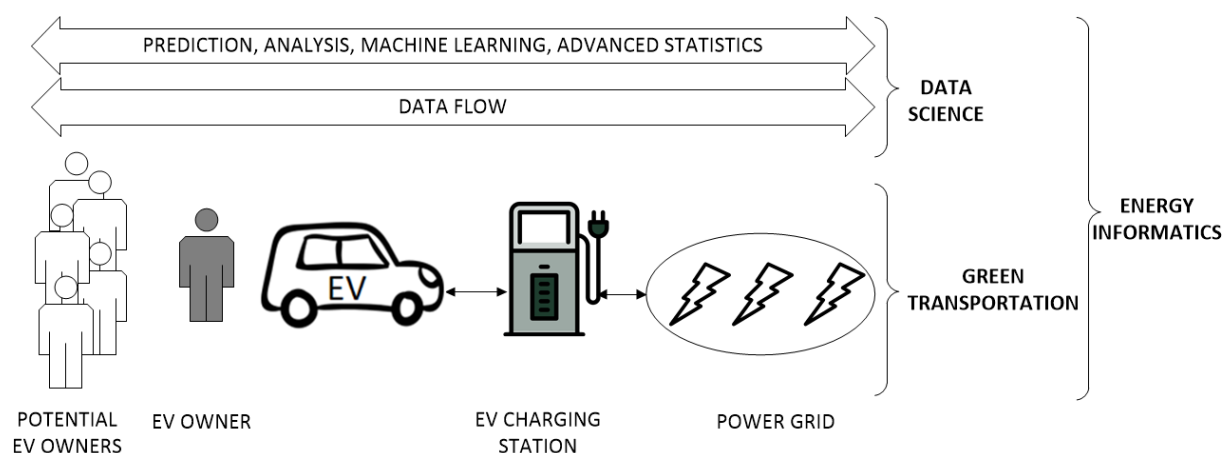 PREDICTION, ANALYSIS, MACHINE LEARNING, ADVANCED STATISTICS
DATA FLOW
DATA
SCIENCE
ENERGY
INFORMATICS
GREEN
TRANSPORTATION
EV
POTENTIAL
EV OWNERS
EV OWNER
EV CHARGING
STATION
POWER GRID